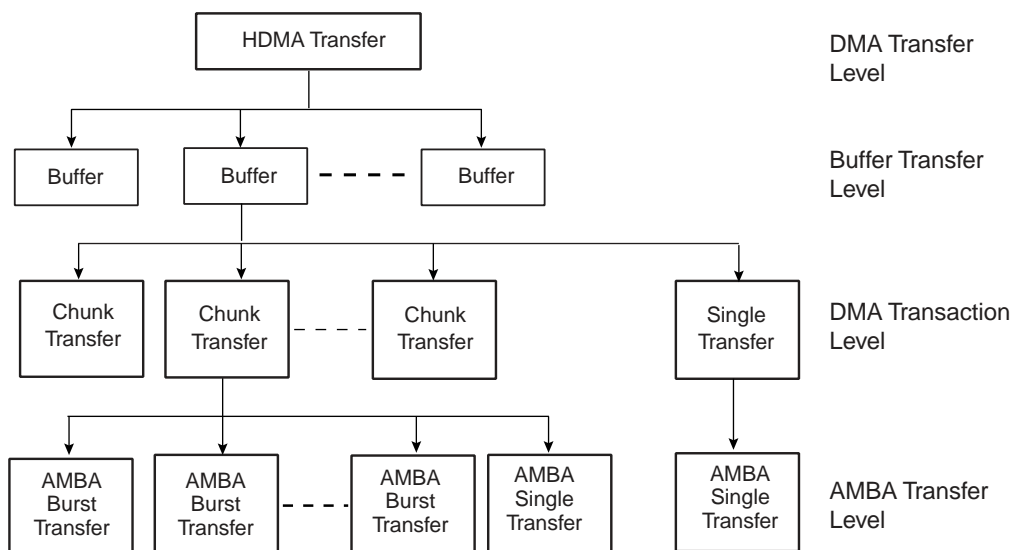 HDMA Transfer
DMA Transfer
Level
Buffer
Buffer
Buffer
Buffer Transfer
Level
Chunk
Transfer
Chunk
Transfer
Chunk
Transfer
Single
Transfer
DMA Transaction
Level
AMBA
Burst
Transfer
AMBA
Burst
Transfer
AMBA
Burst
Transfer
AMBA
Single
Transfer
AMBA
Single
Transfer
AMBA Transfer
Level